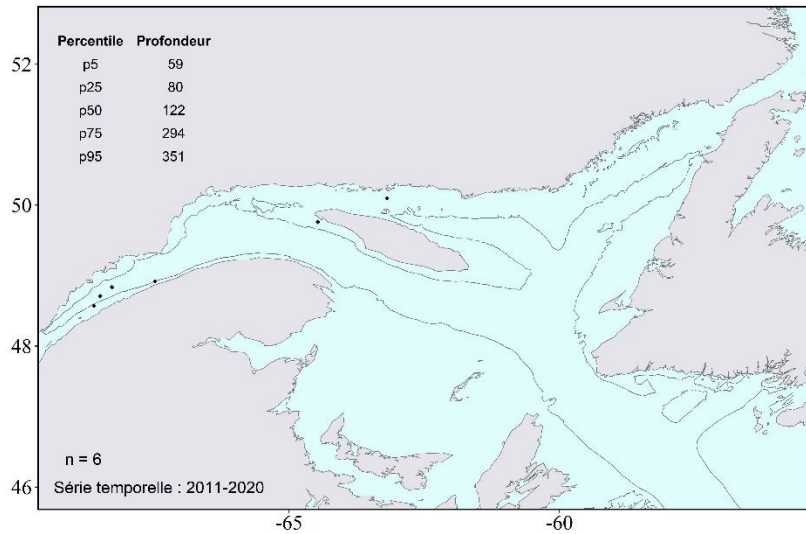 Percentile Profondeur
p5 59
p25 80
p50 122
p75 294
p95 351
52
50
48
46
n = 6
Série temporelle : 2011-2020
-65 -60